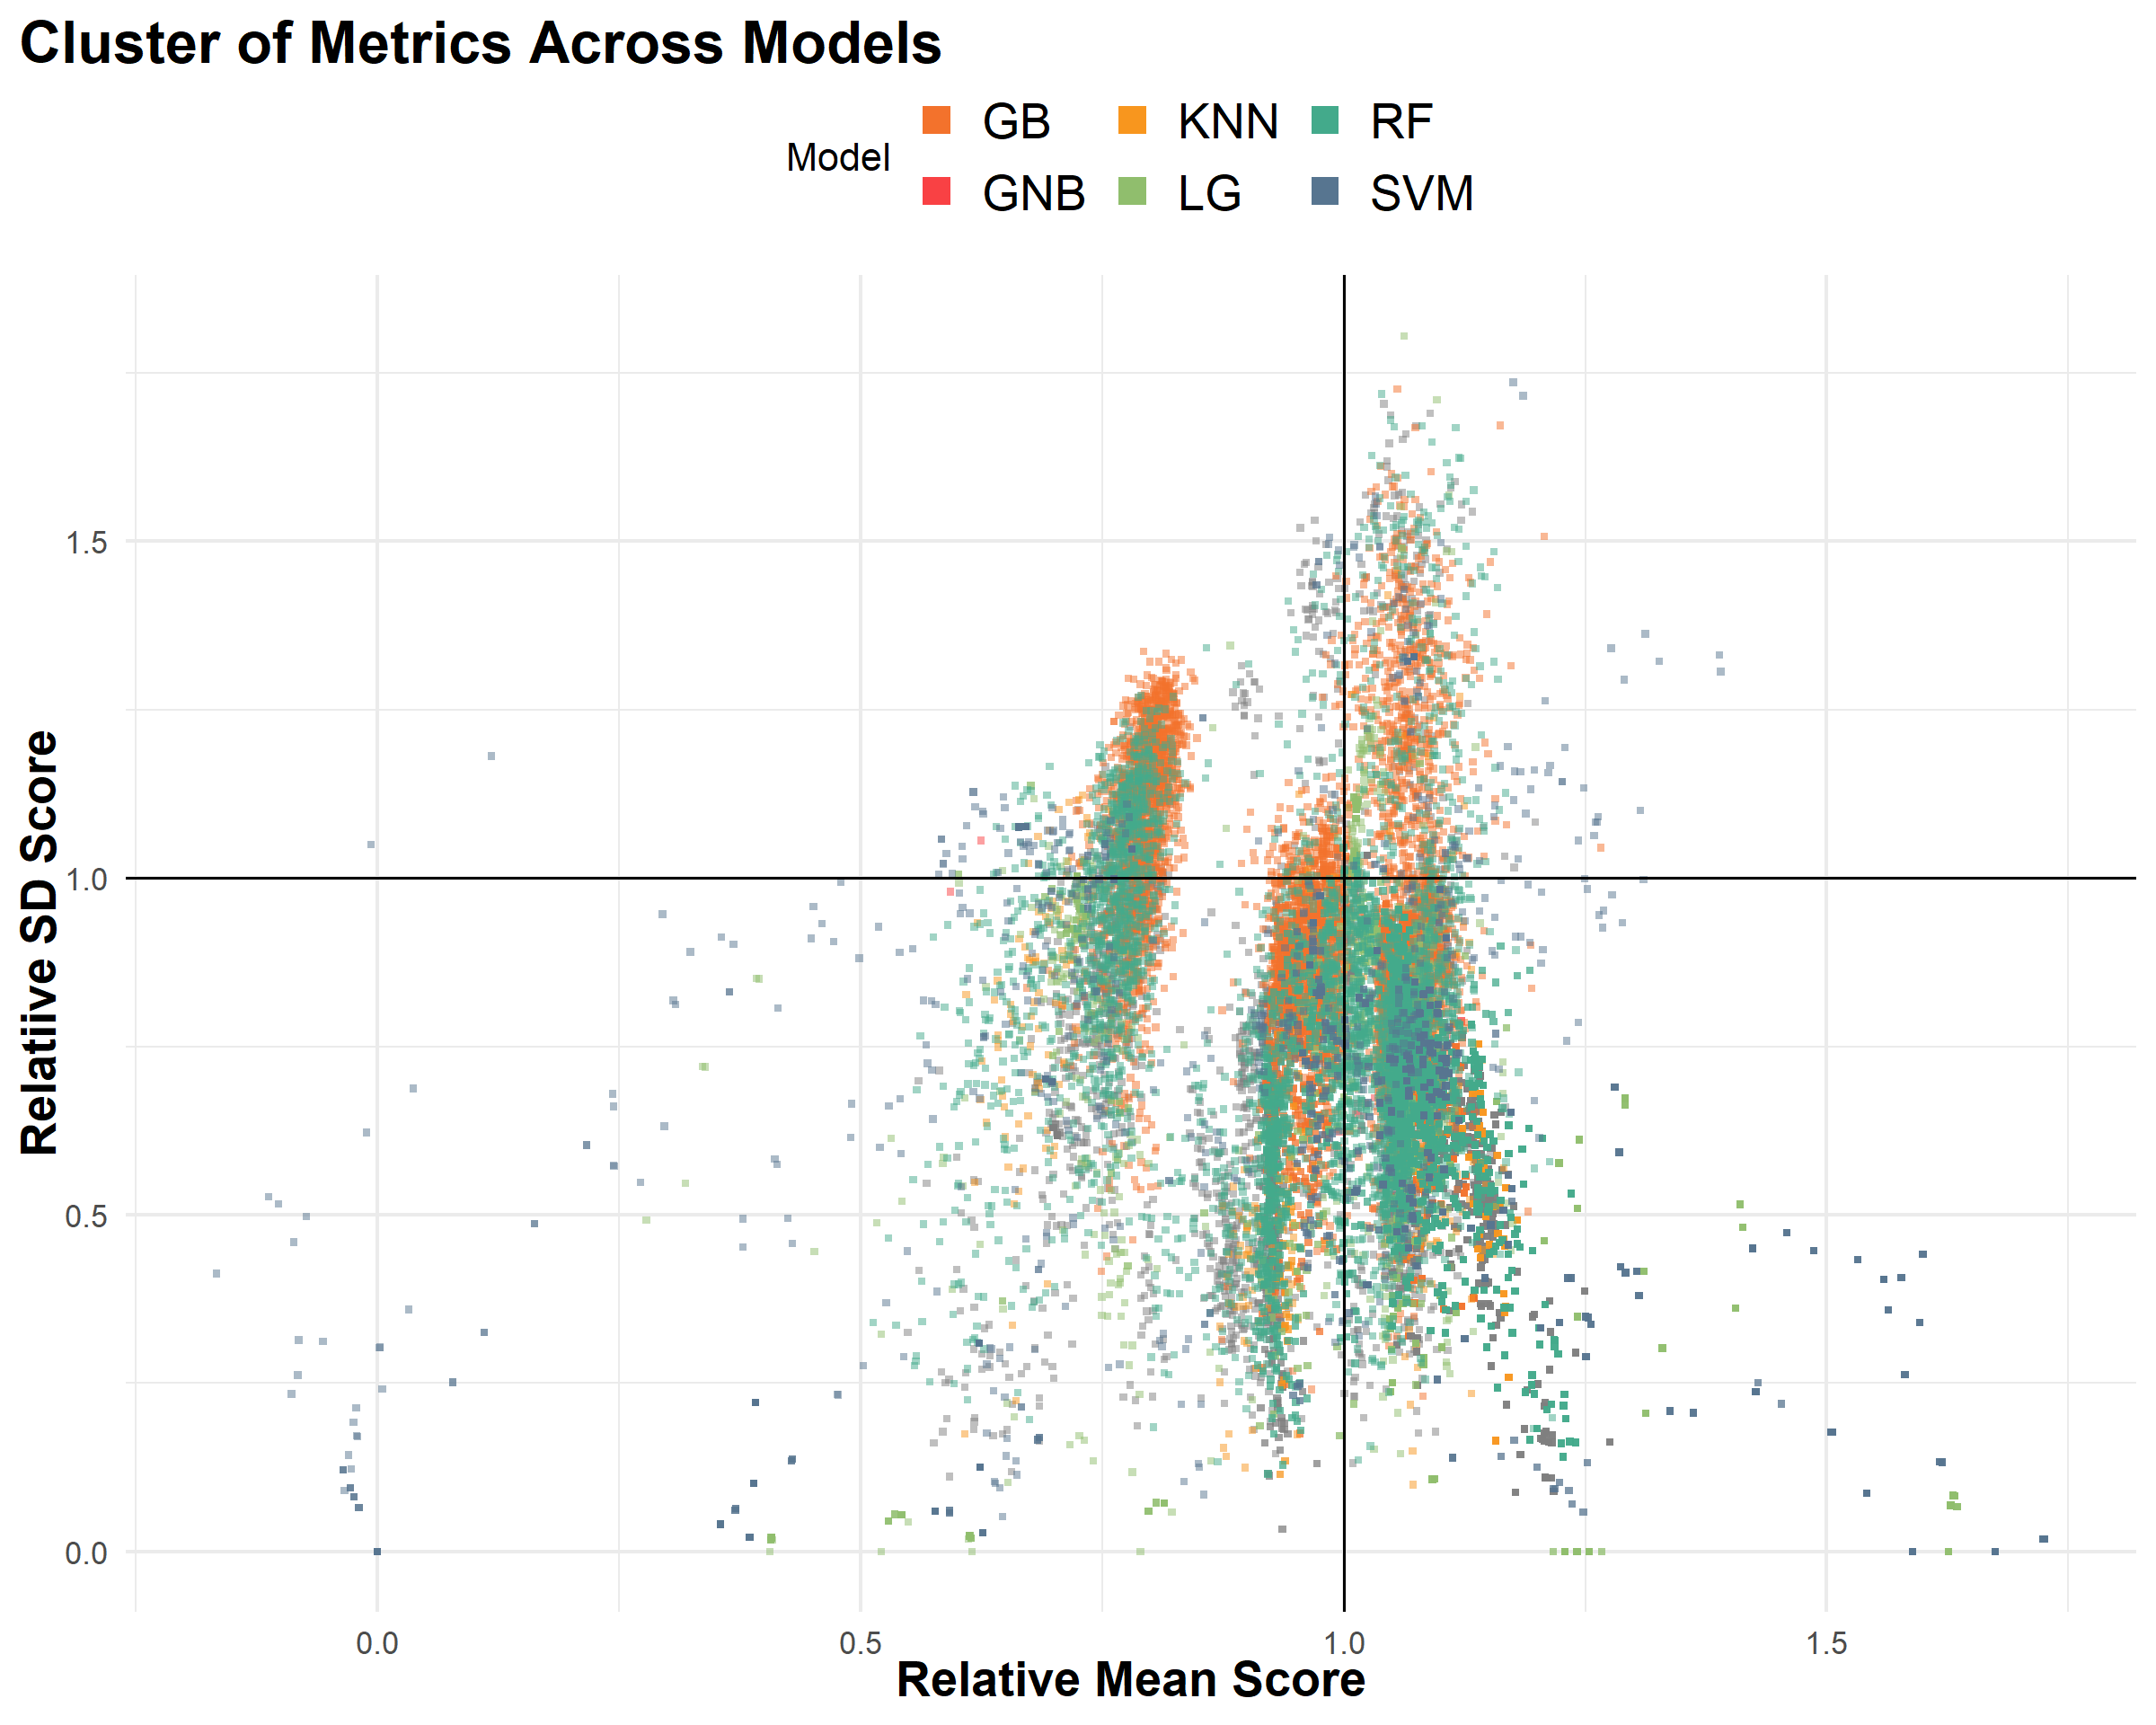 Cluster of Metrics Across Models
Model
GB
KNN
RF
GNB
LG
SVM
Relatiive SD Score
1.5
1.0
0.5
0.0
0.0
0.5
1.0
1.5
Relative Mean Score